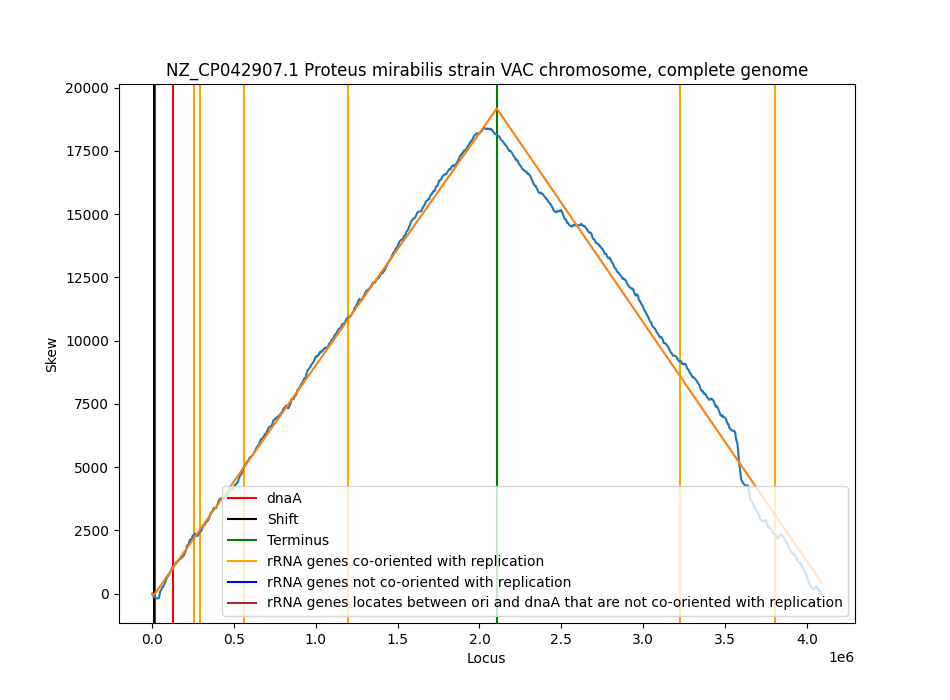 NZ_CP042907.1 Proteus mirabilis strain VAC chromosome, complete genome
20000
17500
15000
12500
10000
7500
5000
2500
0
Skew
dnaA
Shift
Terminus
rRNA genes co-oriented with replication
rRNA genes not co-oriented with replication
rRNA genes locates between ori and dnaA that are not co-oriented with replication
0.0 0.5 1.0 1.5 2.0 2.5 3.0 3.5 4.0
Locus
1e6